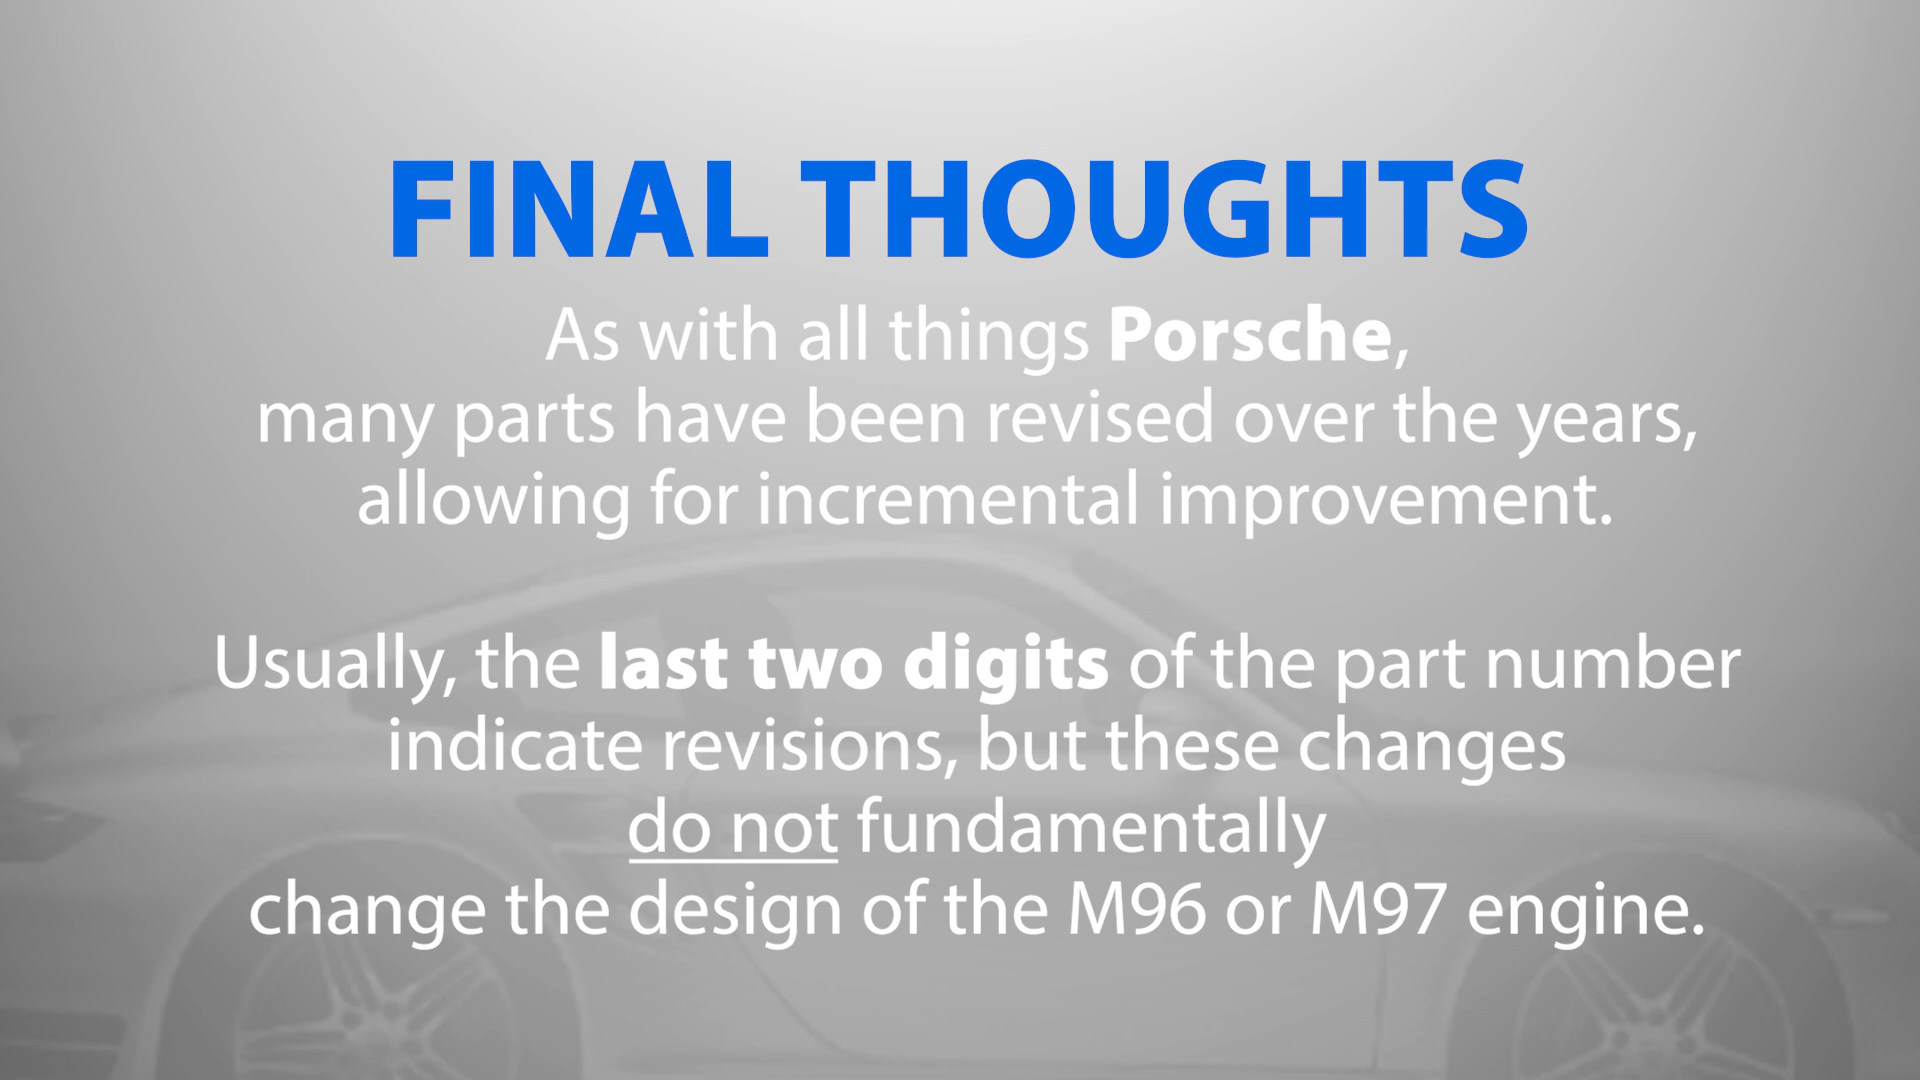 FINAL THOUGHTS
As with all things Porsche,
many parts have been revised over the years,
allowing for incremental improvement.
Usually, the last two digits of the part number
indicate revisions, but these changes
do not fundamentally
change the design of the M96 or M97 engine.